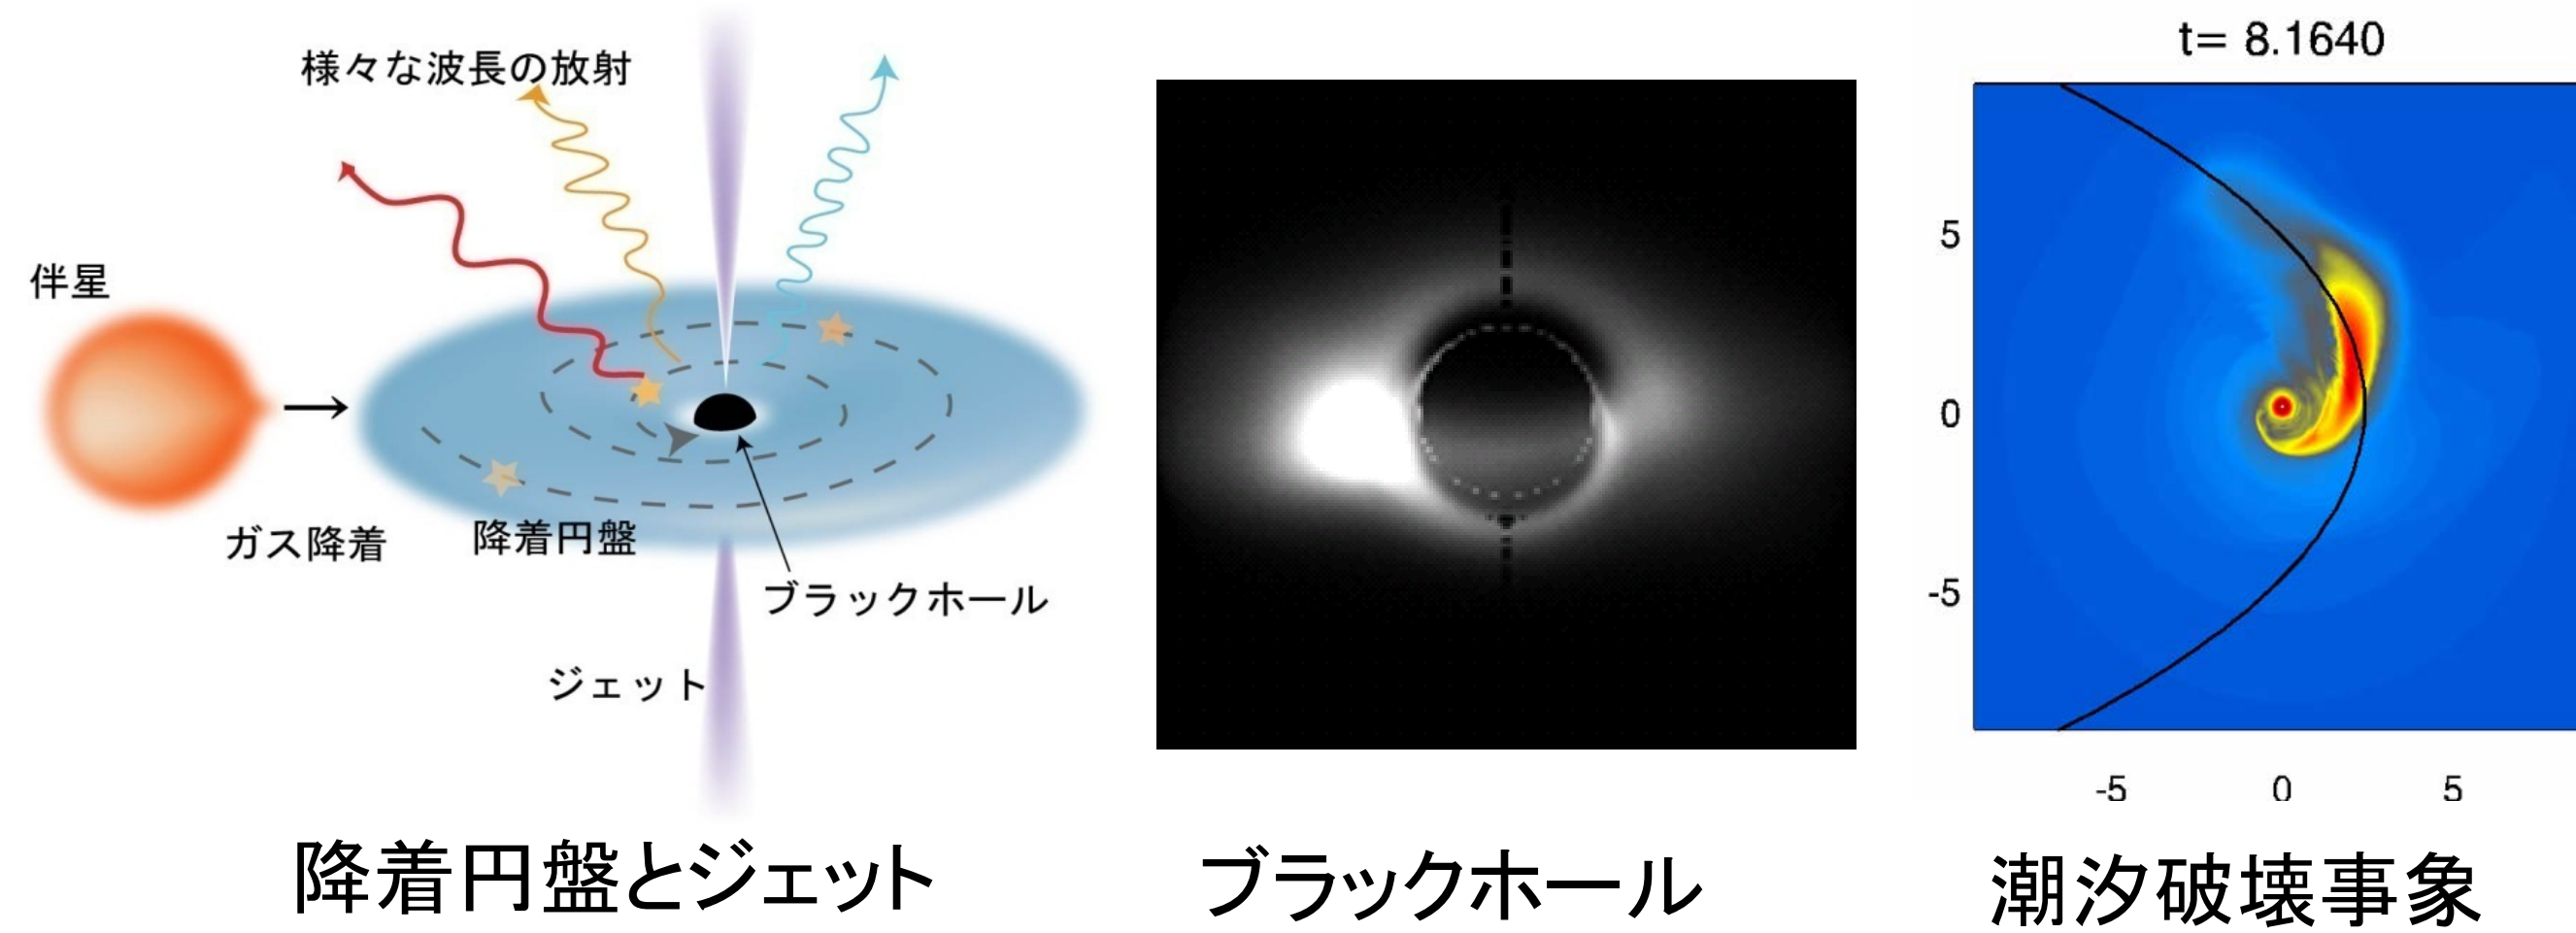 様々な波長の放射
伴星
ガス降着
降着円盤
ブラックホール
ジェット
降着円盤とジェット
ブラックホール
t= 8.1640
5
0
-5
-5
0
5
潮汐破壊事象